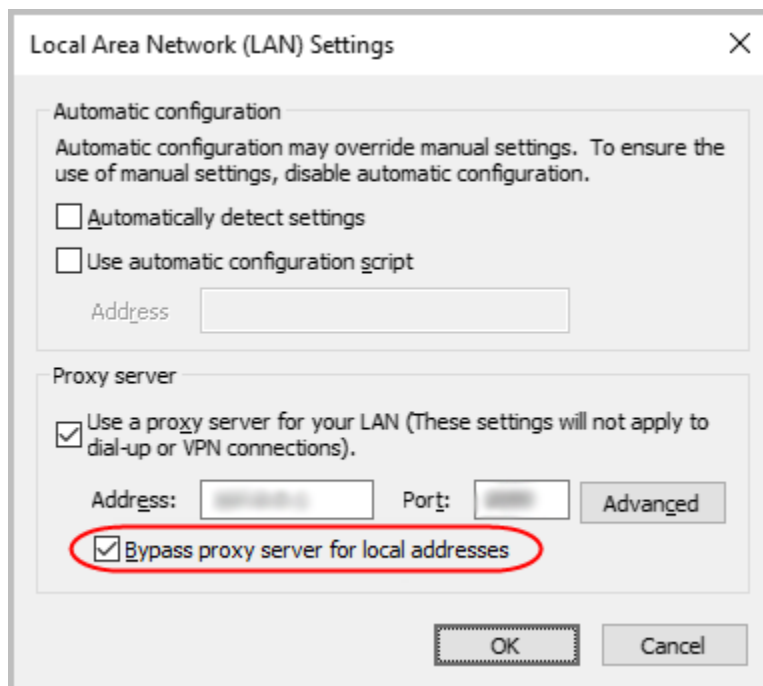 Local Area Network (LAN) Settings
Automatic configuration
Automatic configuration may override manual settings. To ensure the
use of manual settings, disable automatic configuration.
Automatically detect settings
Use automatic configuration script
Address
Proxy server
Use a proxy server for your LAN (These settings will not apply to
dial-up or VPN connections).
Address: Port: Advanced
Bypass proxy server for local addresses
OK Cancel